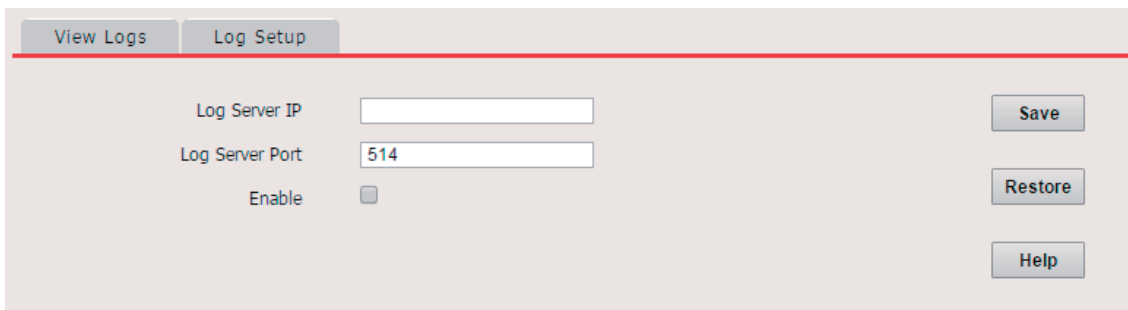 View Logs Log Setup
Log Server IP
Save
Log Server Port 514
Enable
Restore
Help